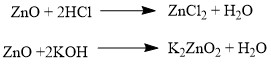 ZnO + 2HCl ⟶ ZnCl₂ + H₂O
ZnO +2KOH ⟶ K₂ZnO₂ + H₂O